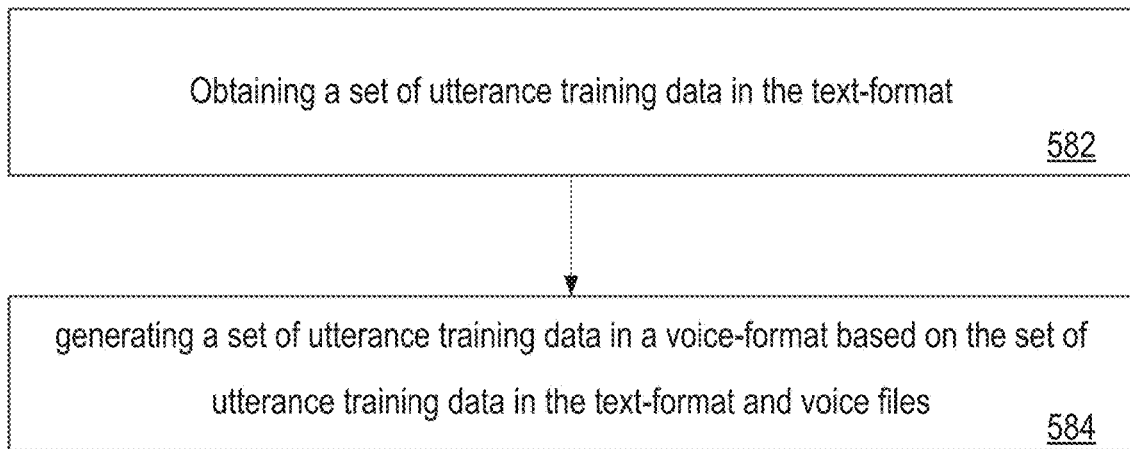 Obtaining a set of utterance training data in the text-format
582
generating a set of utterance training data in a voice-format based on the set of
utterance training data in the text-format and voice files
584